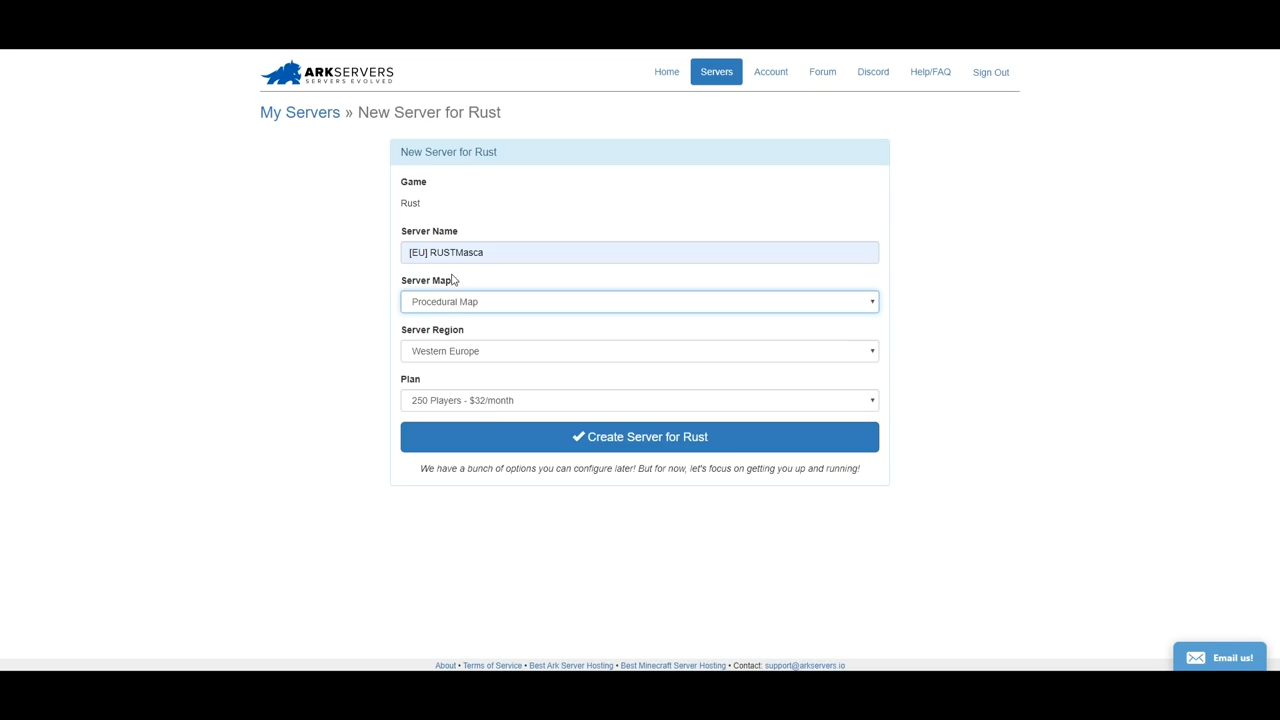 ARKSERVERS
SERVERS EVOLVED
Home Servers Account Forum Discord Help/FAQ Sign Out
My Servers » New Server for Rust
New Server for Rust
Game
Rust
Server Name
[EU] RUSTMasca
Server Map
Procedural Map
Server Region
Western Europe
Plan
250 Players - $32/month
Create Server for Rust
We have a bunch of options you can configure later! But for now, let's focus on getting you up and running!
Email us!
About • Terms of Service • Best Ark Server Hosting • Best Minecraft Server Hosting • Contact: support@arkservers.io